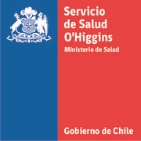 Servicio
de Salud
O'Higgins
Ministerio de Salud
Gobierno de Chile